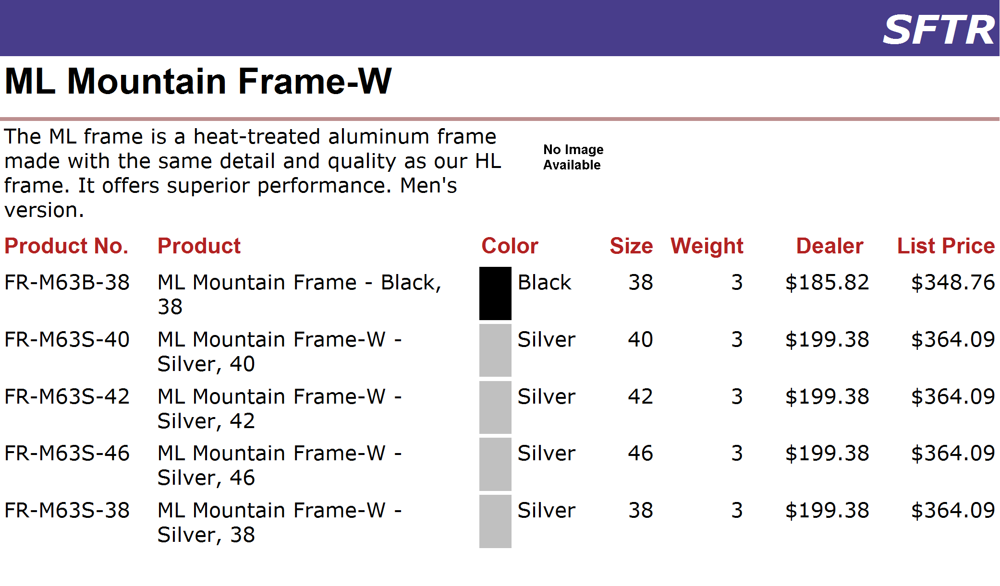 SFTR
ML Mountain Frame-W
The ML frame is a heat-treated aluminum frame
made with the same detail and quality as our HL
frame. It offers superior performance. Men's
version.
No Image
Available
Product No. Product Color Size Weight Dealer List Price
FR-M63B-38 ML Mountain Frame - Black, Black 38 3 $185.82 $348.76
38
FR-M63S-40 ML Mountain Frame-W - Silver 40 3 $199.38 $364.09
Silver, 40
FR-M63S-42 ML Mountain Frame-W - Silver 42 3 $199.38 $364.09
Silver, 42
FR-M63S-46 ML Mountain Frame-W - Silver 46 3 $199.38 $364.09
Silver, 46
FR-M63S-38 ML Mountain Frame-W - Silver 38 3 $199.38 $364.09
Silver, 38